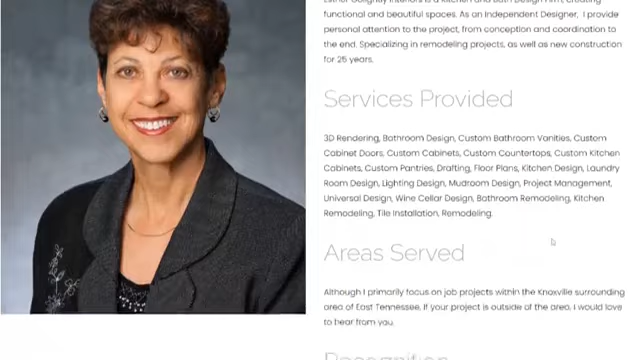 Interiors is a Kitchen and Bath Design Firm, creating
functional and beautiful spaces. As an Independent Designer, I provide
personal attention to the project, from conception and coordination to
the end. Specializing in remodeling projects, as well as new construction
for 25 years.
Services Provided
3D Rendering, Bathroom Design, Custom Bathroom Vanities, Custom
Cabinet Doors, Custom Cabinets, Custom Countertops, Custom Kitchen
Cabinets, Custom Pantries, Drafting, Floor Plans, Kitchen Design, Laundry
Room Design, Lighting Design, Mudroom Design, Project Management,
Universal Design, Wine Cellar Design, Bathroom Remodeling, Kitchen
Remodeling, Tile Installation, Remodeling.
Areas Served
Although I primarily focus on job projects within the Knoxville surrounding
area of East Tennessee, If your project is outside of the area, I would love
to hear from you.
Recognition